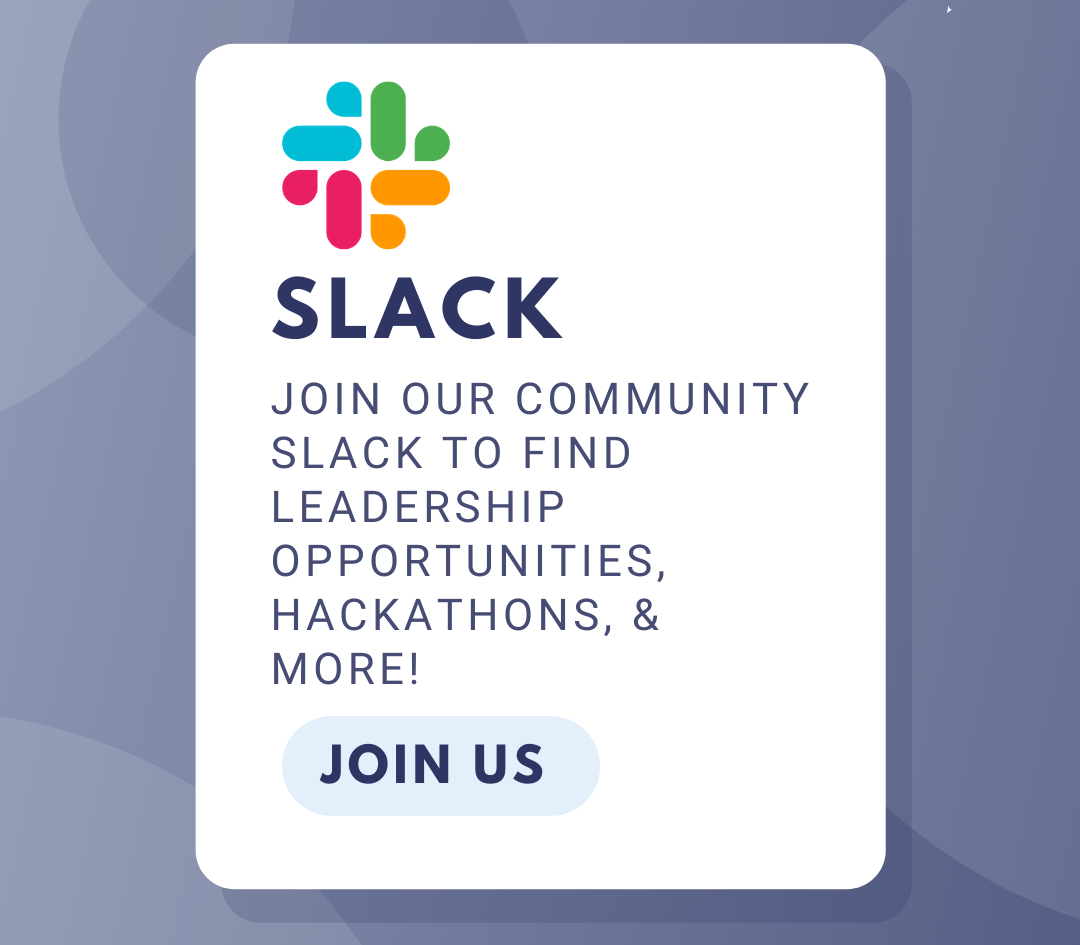 SLACK
JOIN OUR COMMUNITY
SLACK TO FIND
LEADERSHIP
OPPORTUNITIES,
HACKATHONS, &
MORE!
JOIN US